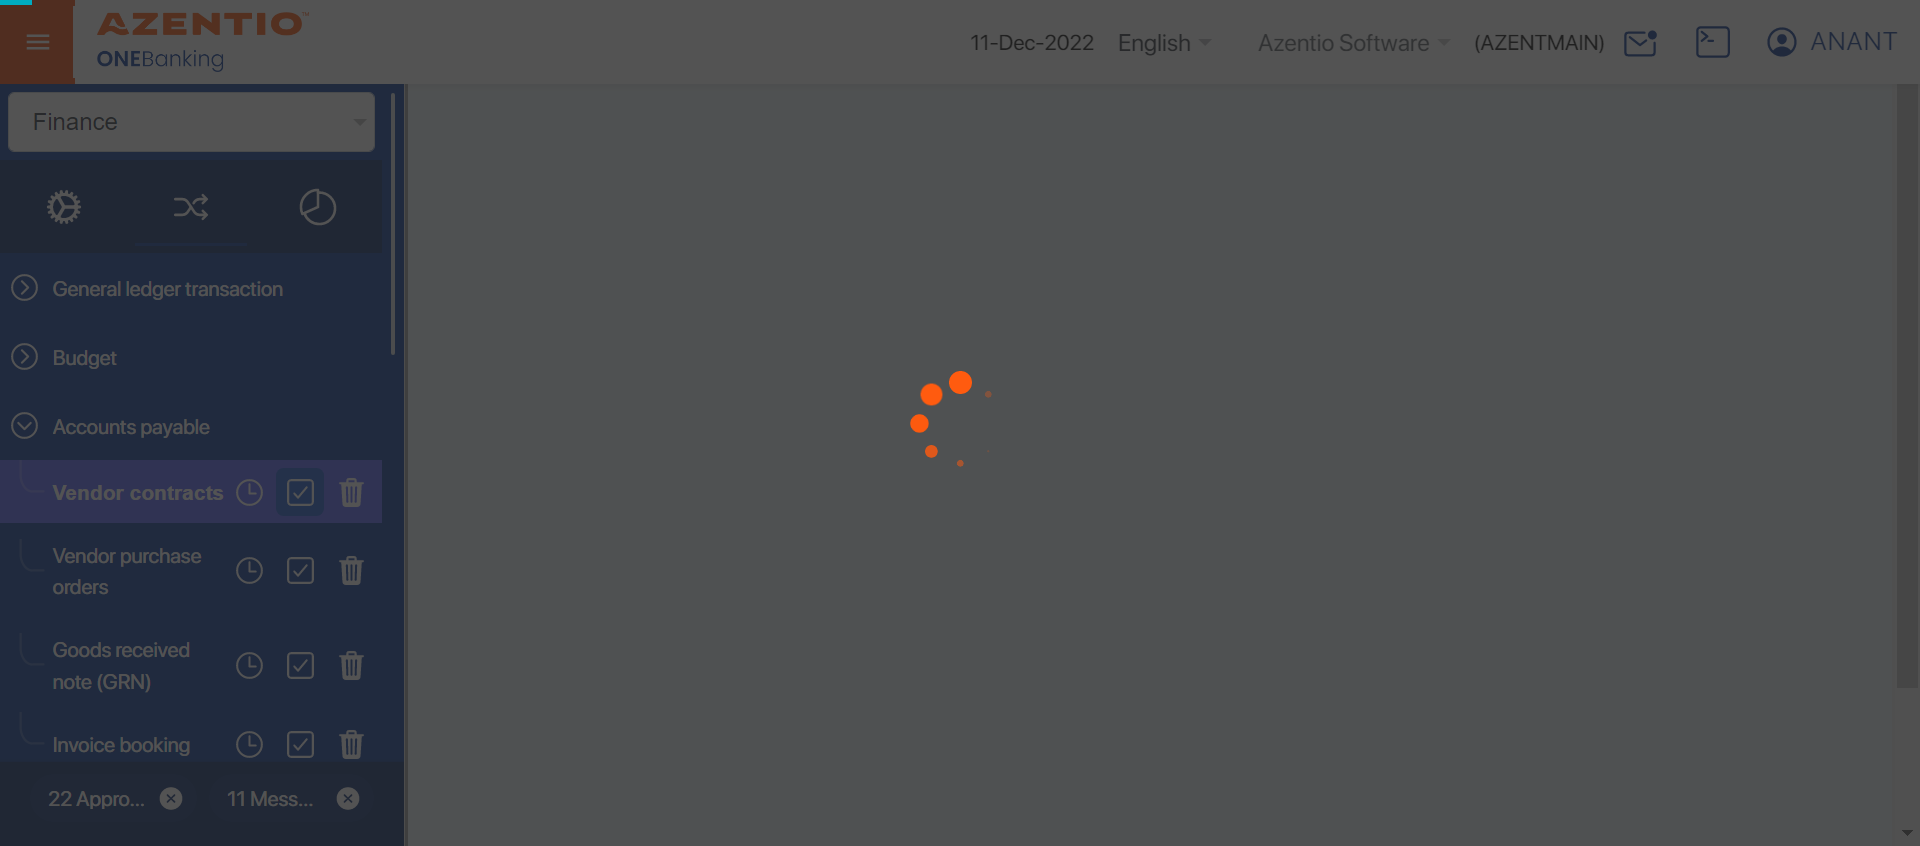 AZENTIO™
ONEBanking
11-Dec-2022
English
Azentio Software
(AZENTMAIN)
ANANT
Finance
General ledger transaction
Budget
Accounts payable
Vendor contracts
Vendor purchase
orders
Goods received
note (GRN)
Invoice booking
22 Appro...
11 Mess...